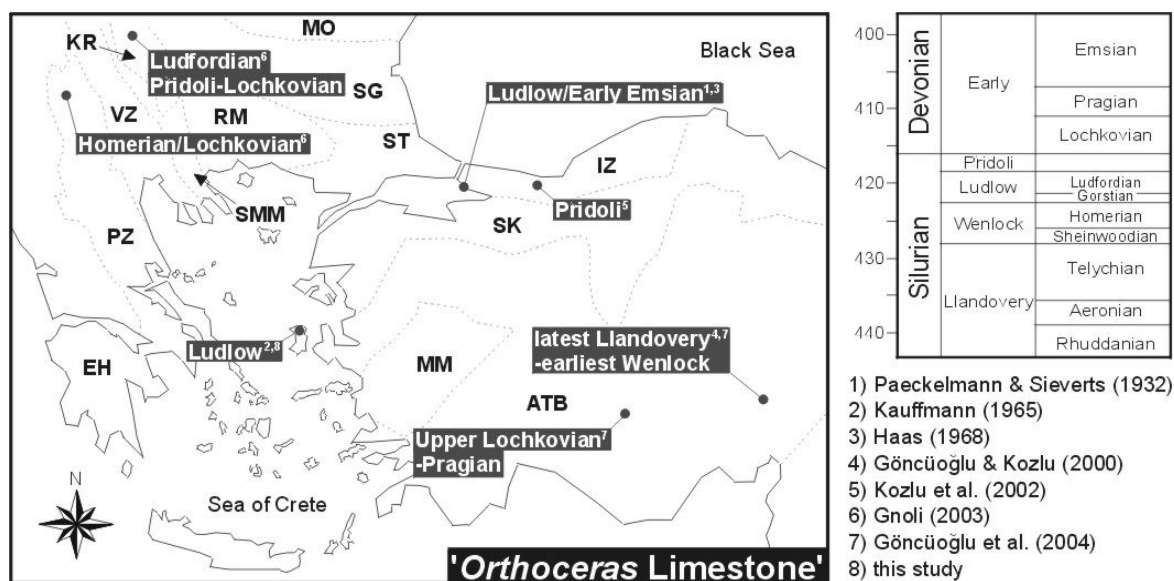 MO
KR
Black Sea
Ludfordian⁶
Pridoli-Lochkovian
SG
Ludlow/Early Emsian¹,³
VZ
RM
Homerian/Lochkovian⁶
ST
IZ
Pridoli⁵
SMM
SK
PZ
Ludlow²,⁸
latest Llandovery⁴,⁷
-earliest Wenlock
EH
MM
ATB
Upper Lochkovian⁷
-Pragian
N
Sea of Crete
'Orthoceras Limestone'
400
410
420
430
440
Devonian
Silurian
Early
Pridoli
Ludlow
Wenlock
Llandovery
Emsian
Pragian
Lochkovian
Ludfordian
Gorstian
Homerian
Sheinwoodian
Telychian
Aeronian
Rhuddanian
1) Paeckelmann & Sieverts (1932)
2) Kauffmann (1965)
3) Haas (1968)
4) Göncüoğlu & Kozlu (2000)
5) Kozlu et al. (2002)
6) Gnoli (2003)
7) Göncüoğlu et al. (2004)
8) this study